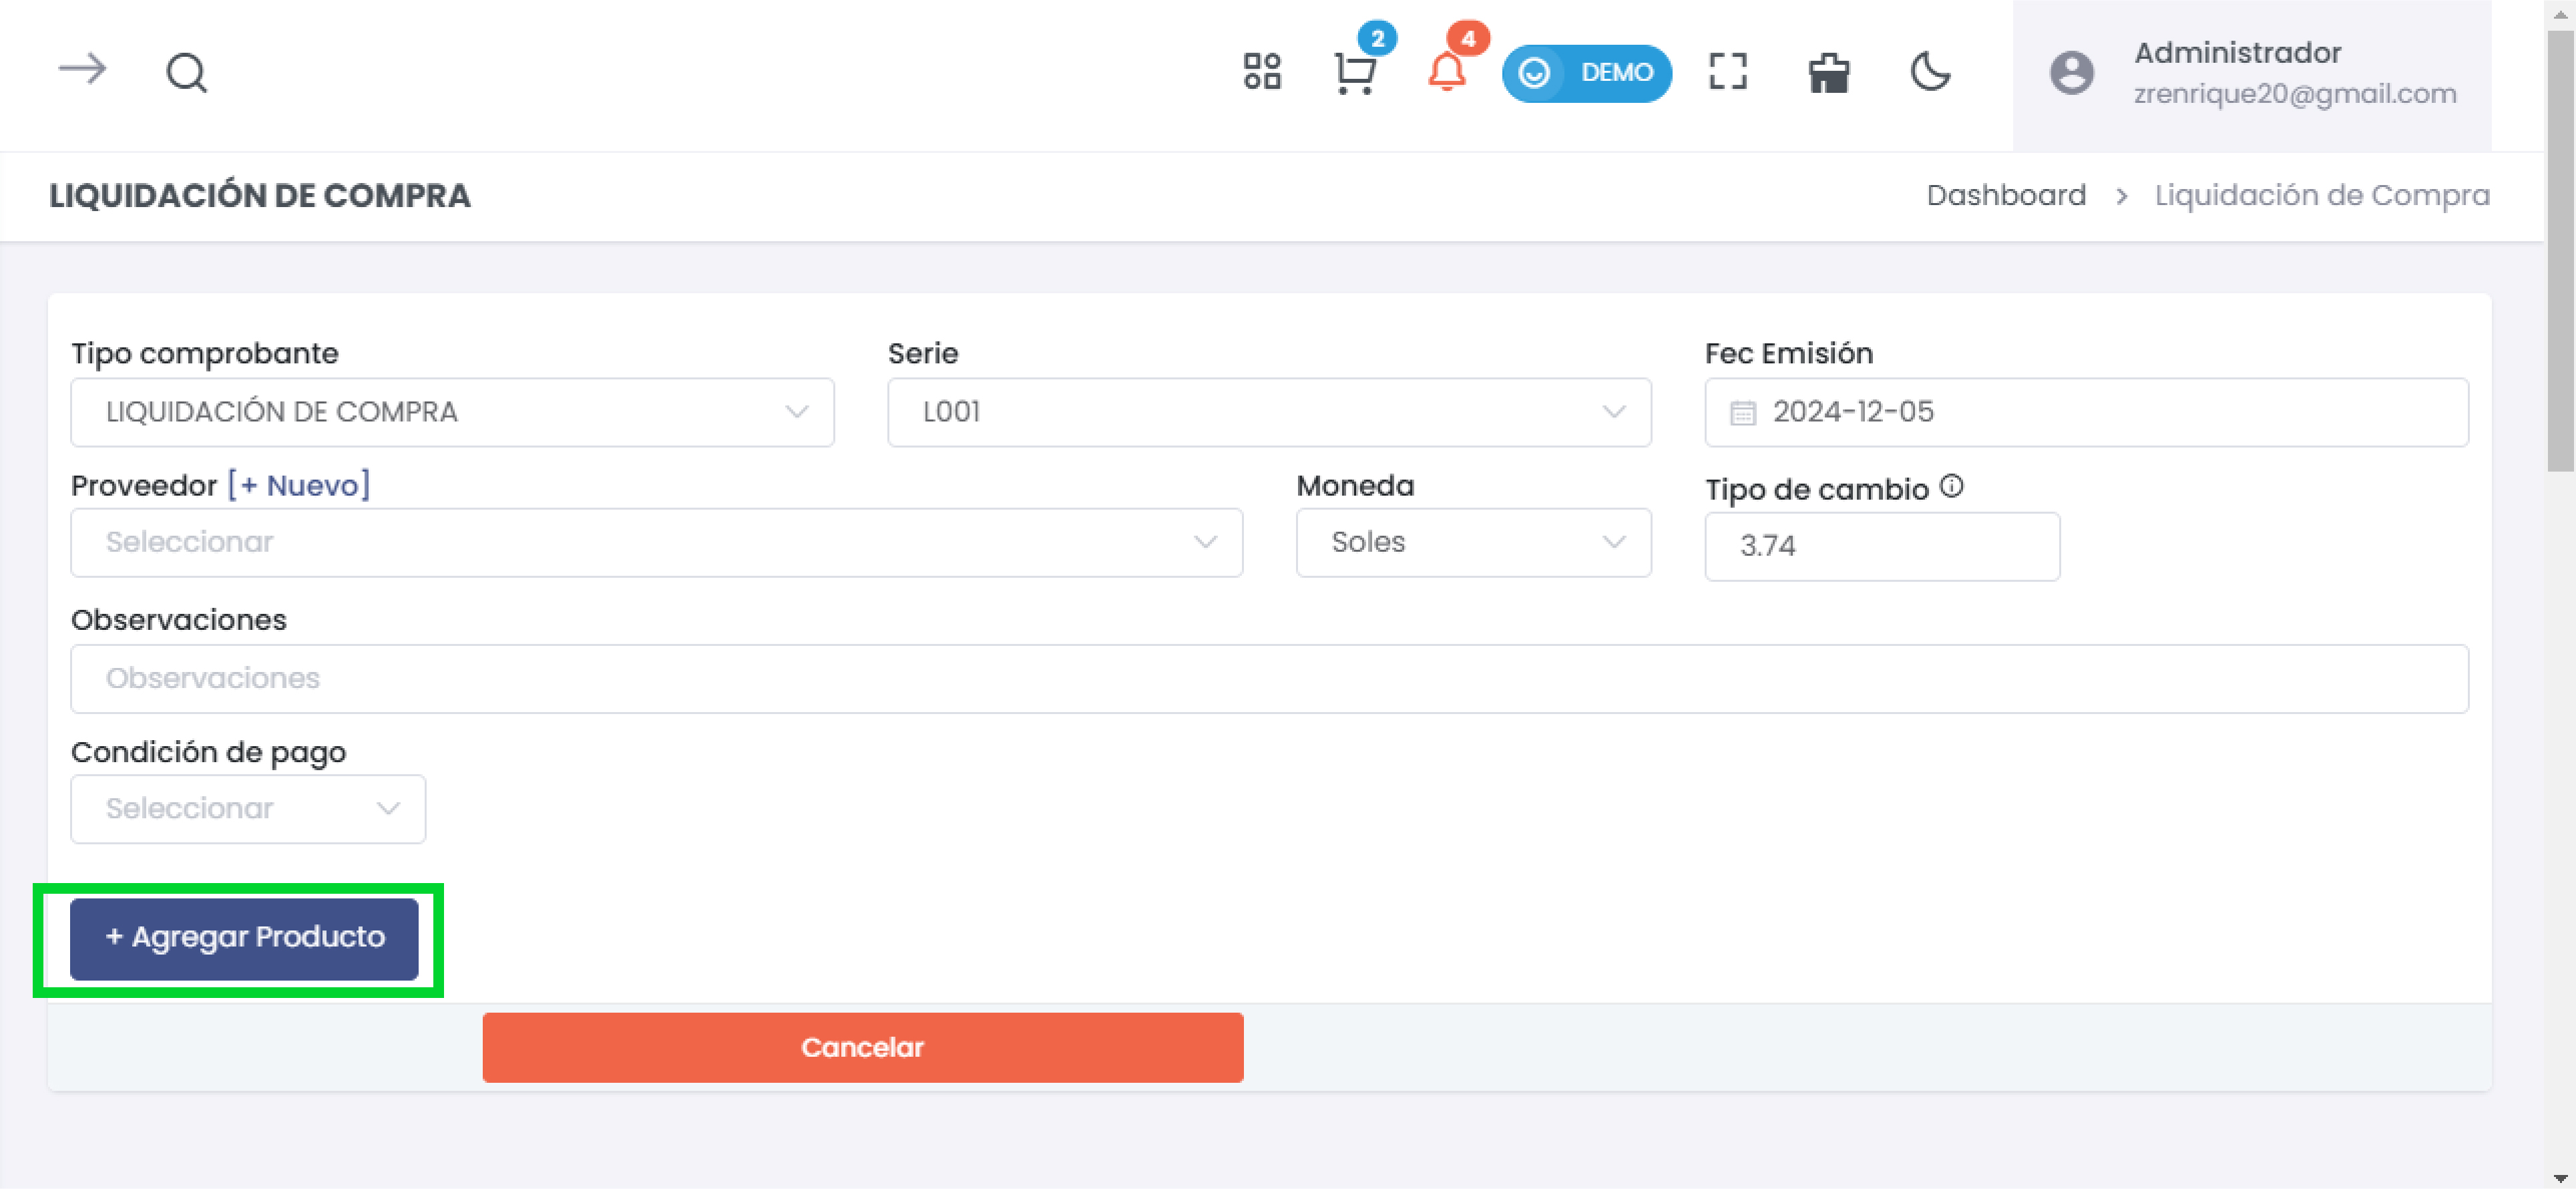 2
4
DEMO
Administrador
zrenrique20@gmail.com
LIQUIDACIÓN DE COMPRA
Dashboard > Liquidación de Compra
Tipo comprobante
Serie
Fec Emisión
LIQUIDACIÓN DE COMPRA
L001
2024-12-05
Proveedor [+ Nuevo]
Moneda
Tipo de cambio
Seleccionar
Soles
3.74
Observaciones
Observaciones
Condición de pago
Seleccionar
+ Agregar Producto
Cancelar